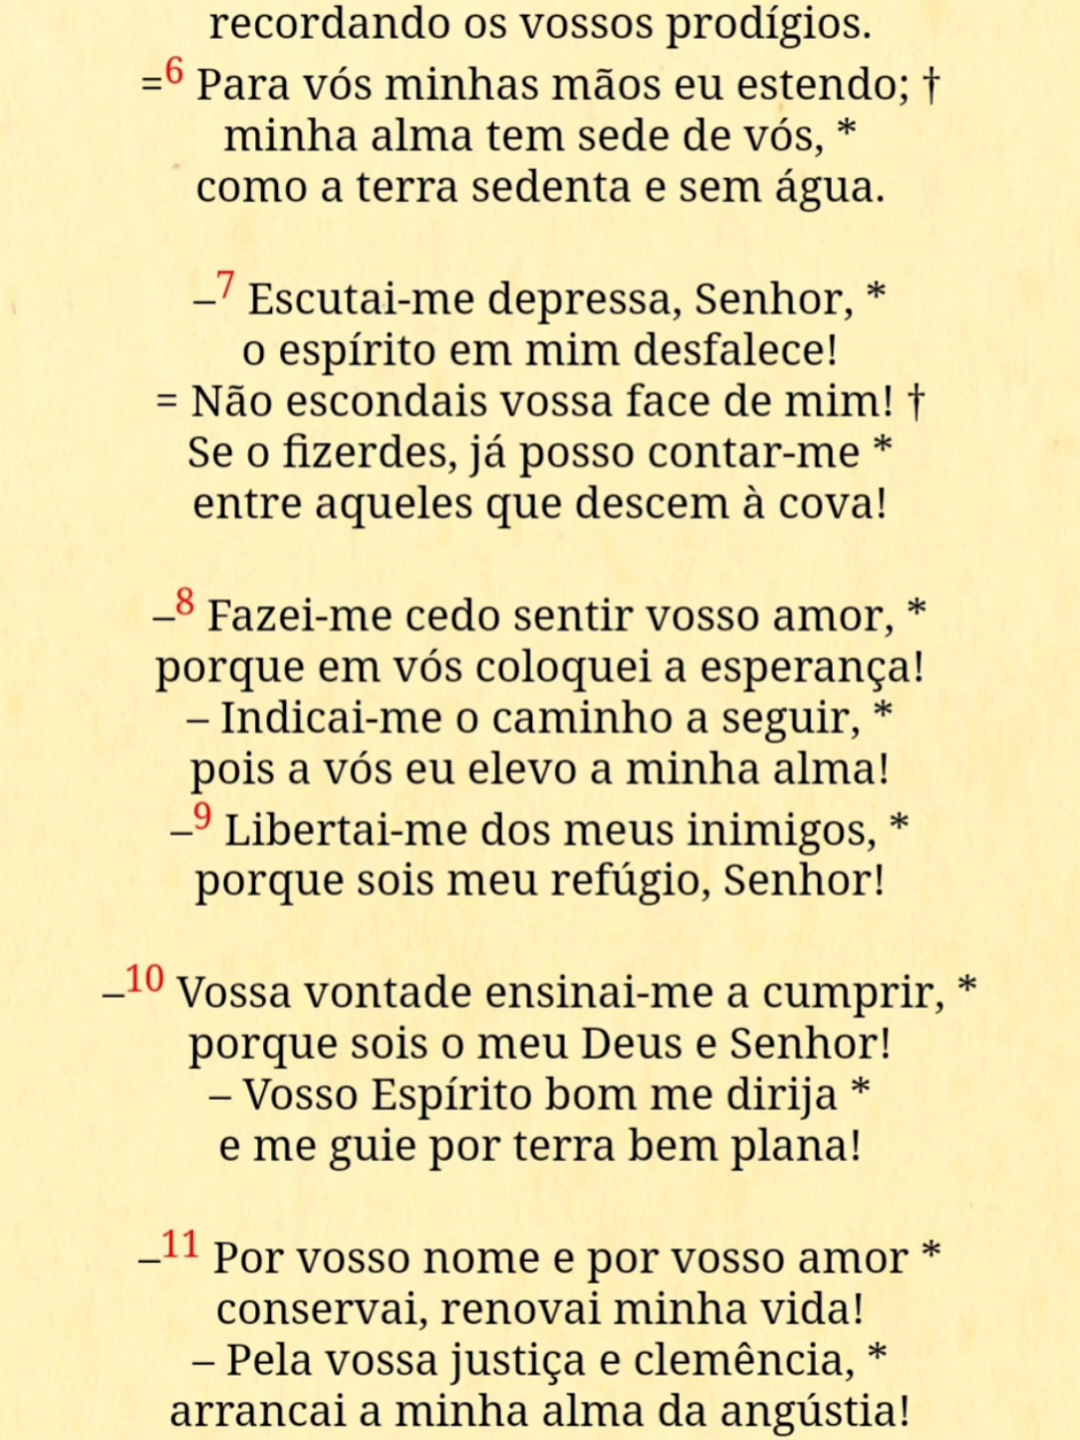 recordando os vossos prodígios.
=6 Para vós minhas mãos eu estendo; †
minha alma tem sede de vós, *
como a terra sedenta e sem água.
–7 Escutai-me depressa, Senhor, *
o espírito em mim desfalece!
= Não escondais vossa face de mim! †
Se o fizerdes, já posso contar-me *
entre aqueles que descem à cova!
–8 Fazei-me cedo sentir vosso amor, *
porque em vós coloquei a esperança!
– Indicai-me o caminho a seguir, *
pois a vós eu elevo a minha alma!
–9 Libertai-me dos meus inimigos, *
porque sois meu refúgio, Senhor!
–10 Vossa vontade ensinai-me a cumprir, *
porque sois o meu Deus e Senhor!
– Vosso Espírito bom me dirija *
e me guie por terra bem plana!
–11 Por vosso nome e por vosso amor *
conservai, renovai minha vida!
– Pela vossa justiça e clemência, *
arrancai a minha alma da angústia!